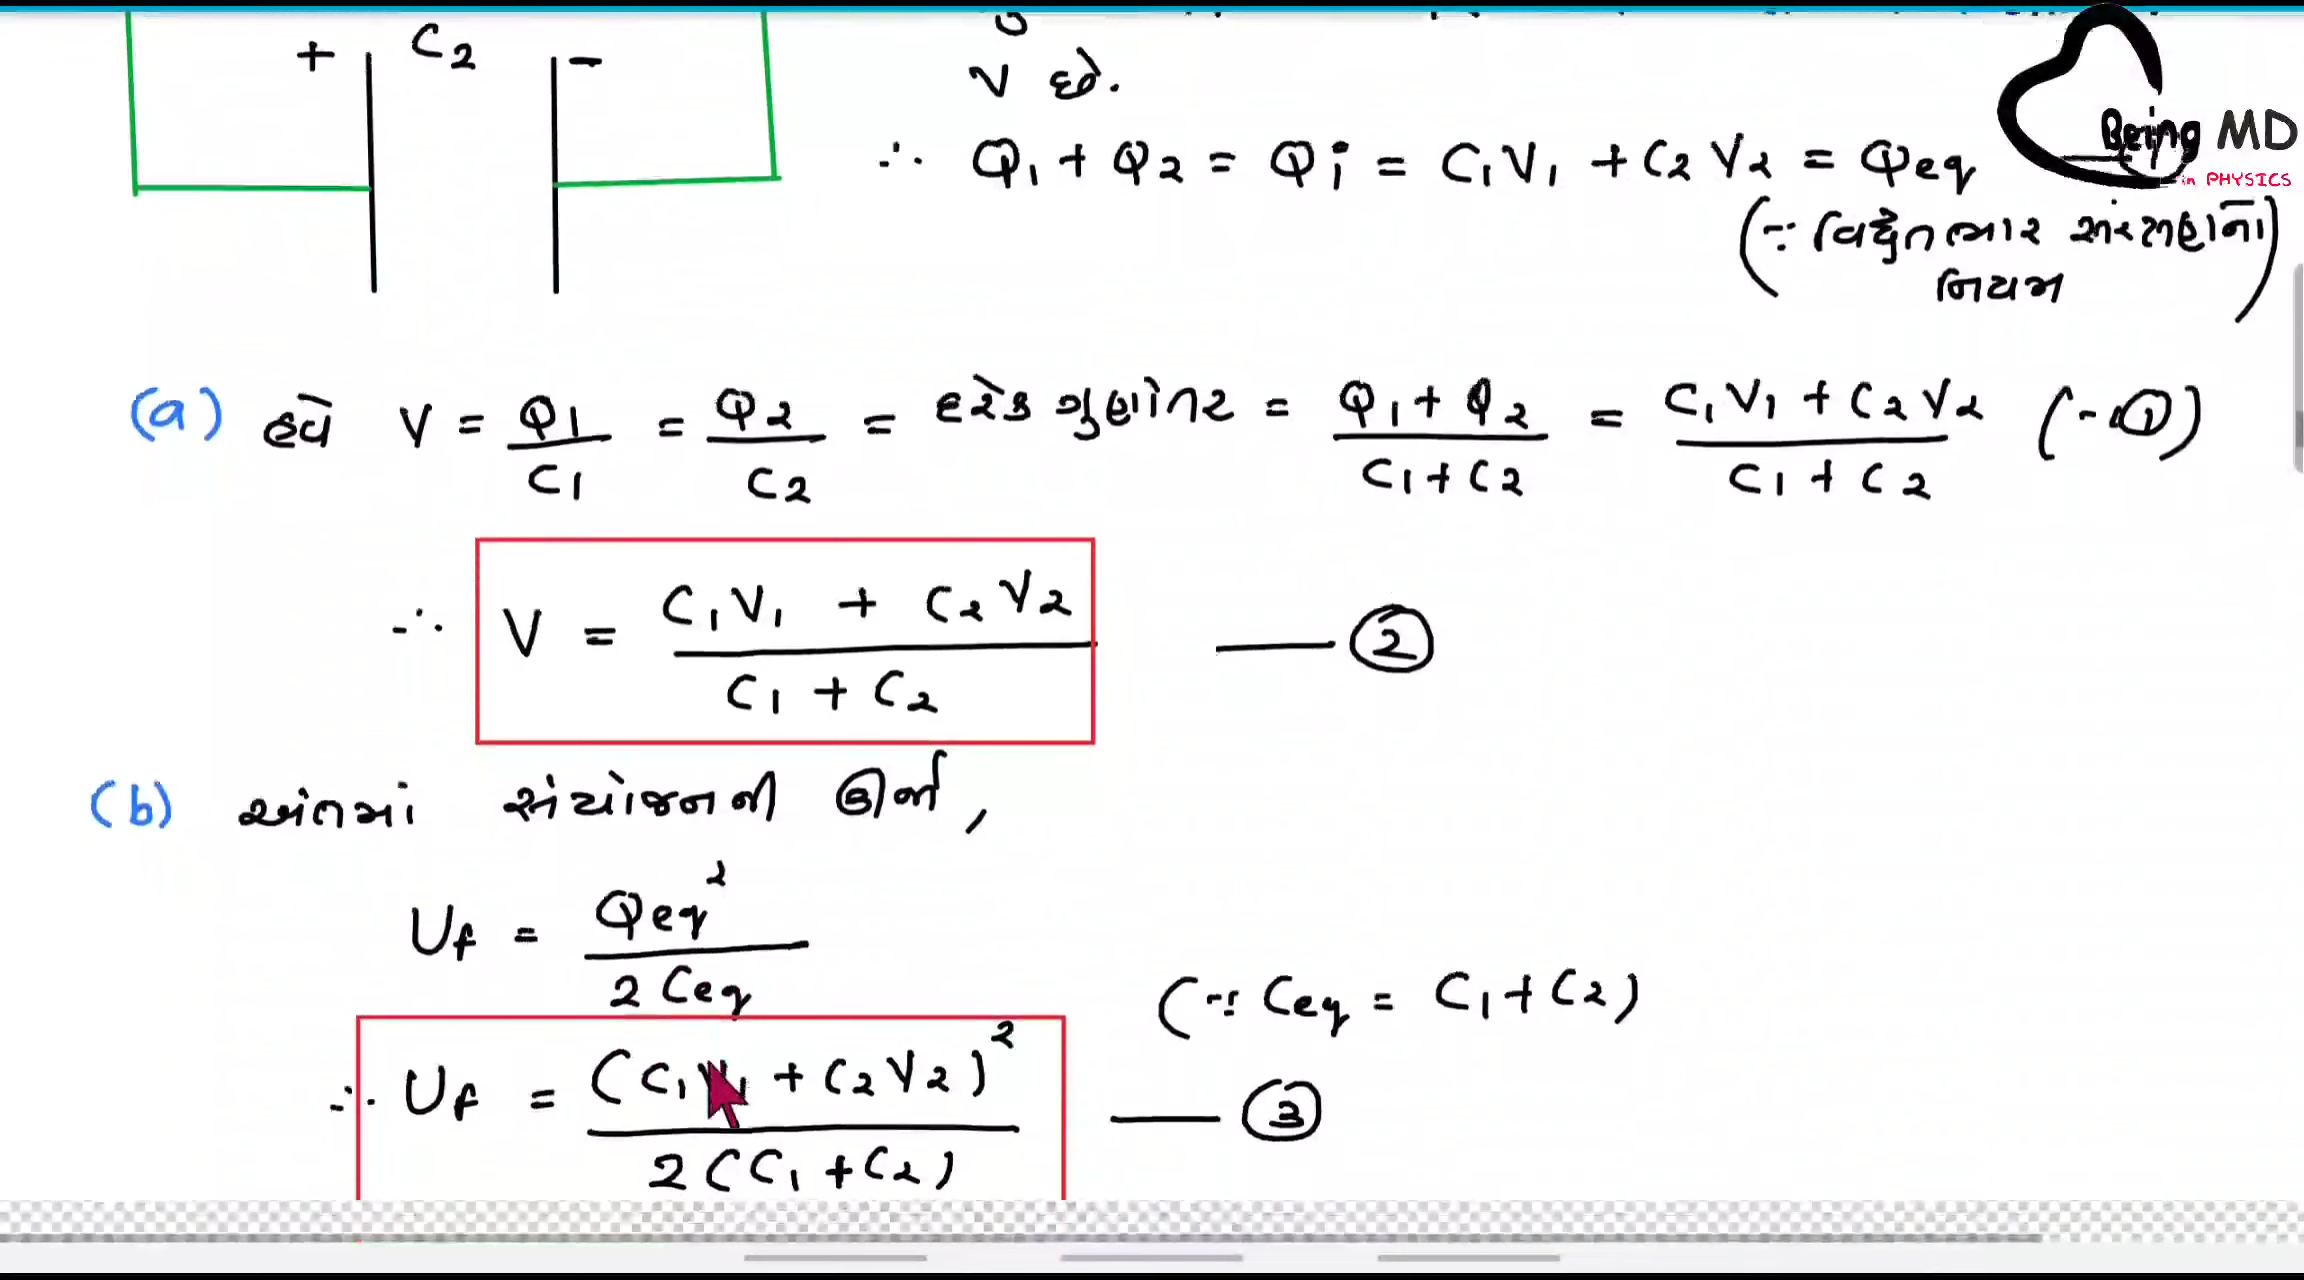 + C2 -
V છે.
∴ Q1 + Q2 = Qi = C1V1 + C2V2 = Qeq
Being MD
in PHYSICS
(∵ વિદ્યુતભાર સંરક્ષણનો
નિયમ)
(a) હવે V = Q1/C1 = Q2/C2 = દરેક ગુણોત્તર = Q1 + Q2/C1 + C2 = C1V1 + C2V2/C1 + C2 (∵ ①)
∴ V = C1V1 + C2V2/C1 + C2 —— ②
(b) અંતમાં સંયોજનની ઊર્જા,
Uf = Qeq²/2Ceq
(∵ Ceq = C1 + C2)
∴ Uf = (C1V1 + C2V2)²/2(C1 + C2) —— ③